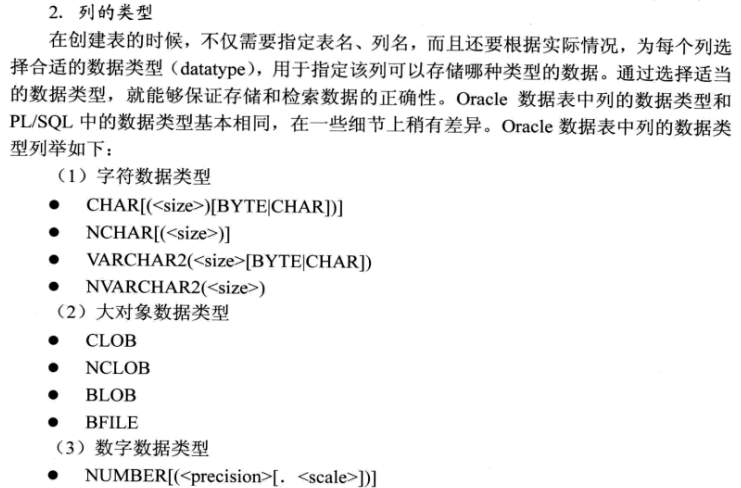 2. 列的类型
在创建表的时候，不仅需要指定表名、列名，而且还要根据实际情况，为每个列选
择合适的数据类型（datatype），用于指定该列可以存储哪种类型的数据。通过选择适当
的数据类型，就能够保证存储和检索数据的正确性。Oracle 数据表中列的数据类型和
PL/SQL 中的数据类型基本相同，在一些细节上稍有差异。Oracle 数据表中列的数据类
型列举如下：
（1）字符数据类型
● CHAR[(<size>)[BYTE|CHAR])]
● NCHAR[(<size>)]
● VARCHAR2(<size>[BYTE|CHAR])
● NVARCHAR2(<size>)
（2）大对象数据类型
● CLOB
● NCLOB
● BLOB
● BFILE
（3）数字数据类型
● NUMBER[(<precision>[. <scale>])]